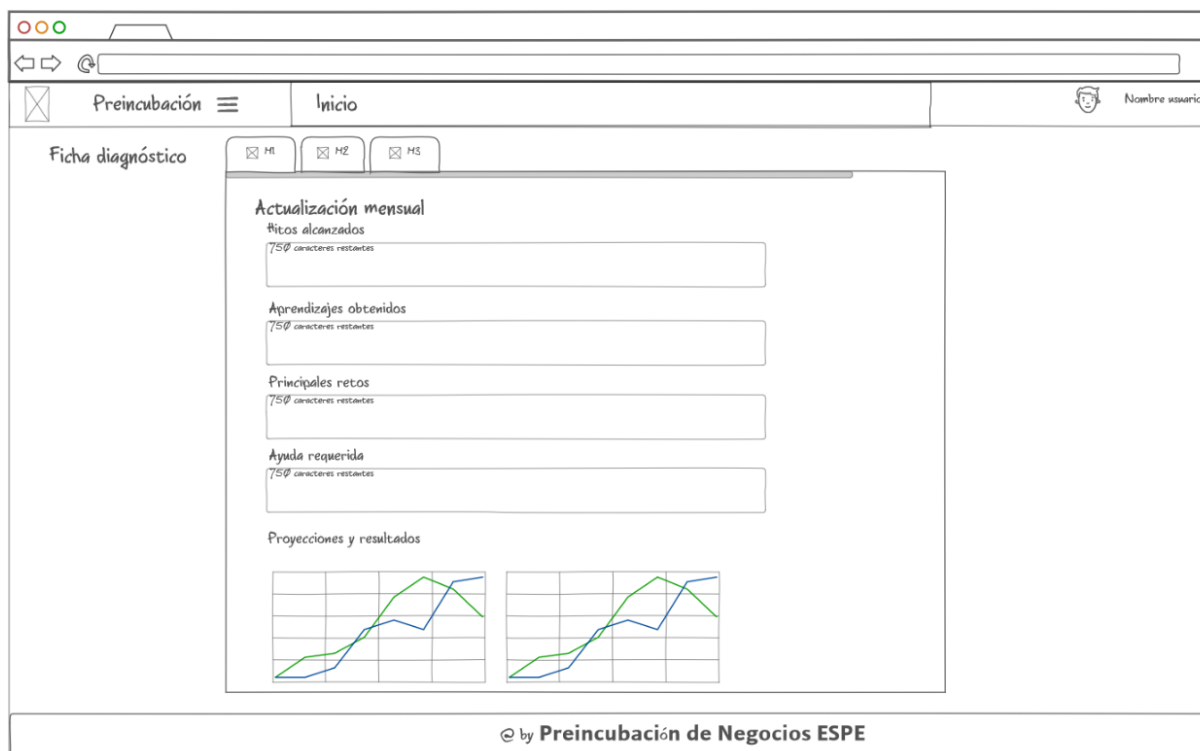 Preincubación
Inicio
Nombre usuario
Ficha diagnóstico
M1
M2
M3
Actualización mensual
Hitos alcanzados
750 caracteres restantes
Aprendizajes obtenidos
750 caracteres restantes
Principales retos
750 caracteres restantes
Ayuda requerida
750 caracteres restantes
Proyecciones y resultados
@ by Preincubación de Negocios ESPE